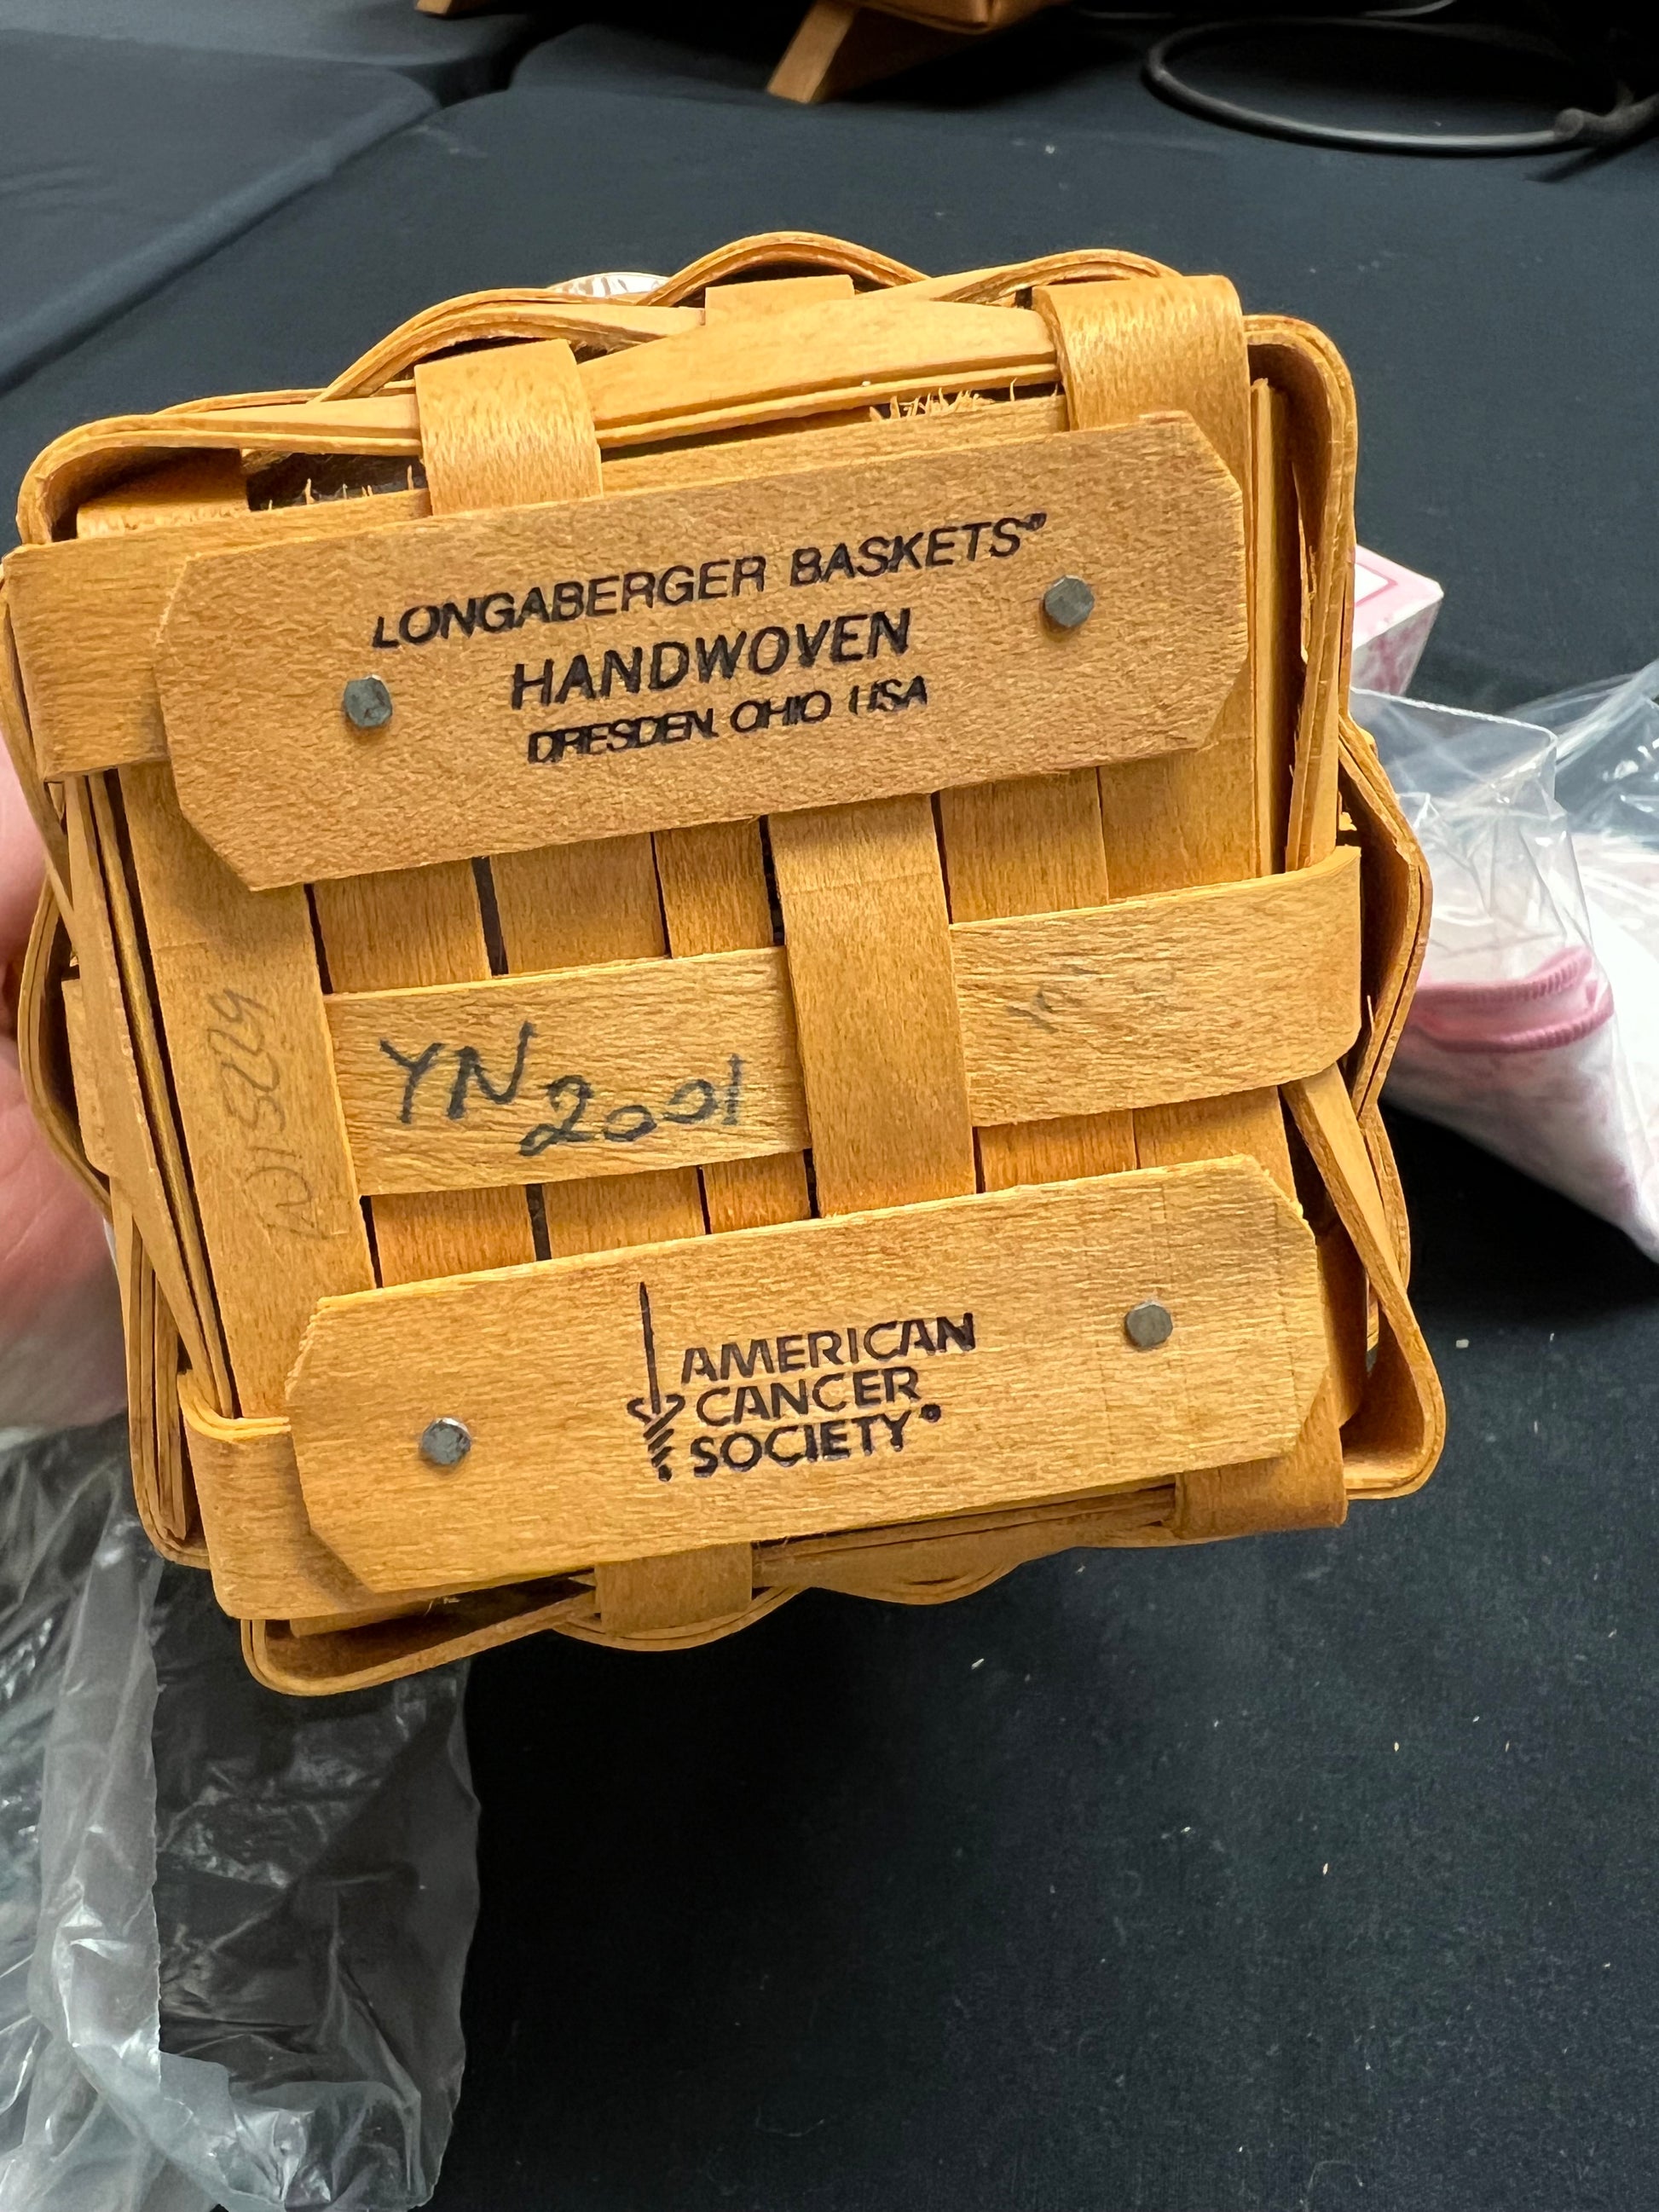 LONGABERGER BASKETS®
HANDWOVEN
DRESDEN, OHIO USA
YN
2001
AMERICAN
CANCER
SOCIETY®